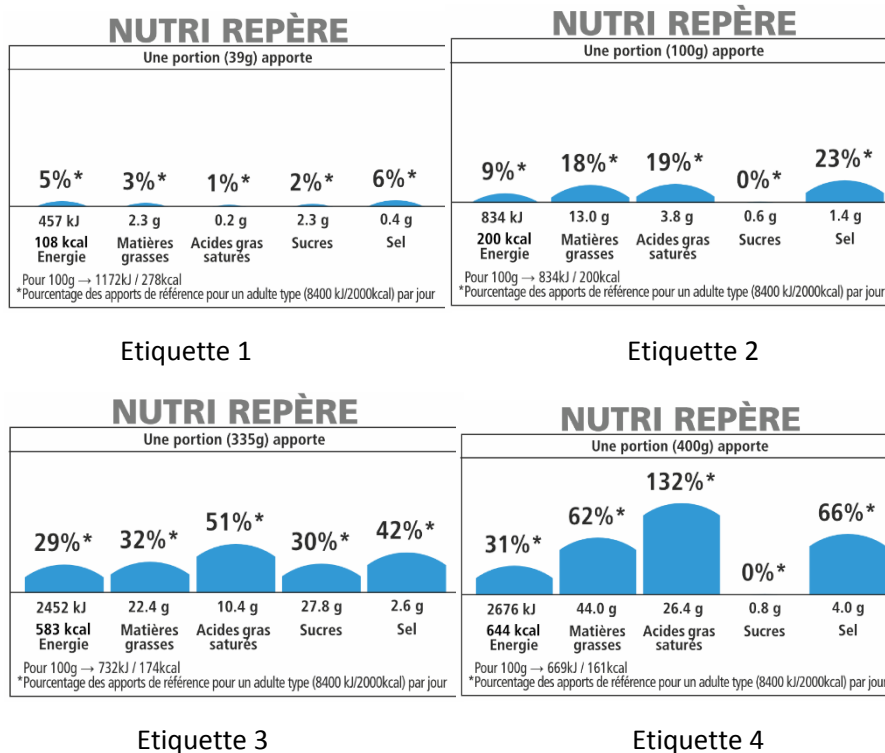 NUTRI REPÈRE
Une portion (39g) apporte
5%* 3%* 1%* 2%* 6%*
457 kJ 2.3 g 0.2 g 2.3 g 0.4 g
108 kcal Matières Acides gras Sucres Sel
Energie grasses saturés
Pour 100g → 1172kJ / 278kcal
*Pourcentage des apports de référence pour un adulte type (8400 kJ/2000kcal) par jour
Etiquette 1
NUTRI REPÈRE
Une portion (100g) apporte
9%* 18%* 19%* 0%* 23%*
834 kJ 13.0 g 3.8 g 0.6 g 1.4 g
200 kcal Matières Acides gras Sucres Sel
Energie grasses saturés
Pour 100g → 834kJ / 200kcal
*Pourcentage des apports de référence pour un adulte type (8400 kJ/2000kcal) par jour
Etiquette 2
NUTRI REPÈRE
Une portion (335g) apporte
29%* 32%* 51%* 30%* 42%*
2452 kJ 22.4 g 10.4 g 27.8 g 2.6 g
583 kcal Matières Acides gras Sucres Sel
Energie grasses saturés
Pour 100g → 732kJ / 174kcal
*Pourcentage des apports de référence pour un adulte type (8400 kJ/2000kcal) par jour
Etiquette 3
NUTRI REPÈRE
Une portion (400g) apporte
31%* 62%* 132%* 0%* 66%*
2676 kJ 44.0 g 26.4 g 0.8 g 4.0 g
644 kcal Matières Acides gras Sucres Sel
Energie grasses saturés
Pour 100g → 669kJ / 161kcal
*Pourcentage des apports de référence pour un adulte type (8400 kJ/2000kcal) par jour
Etiquette 4